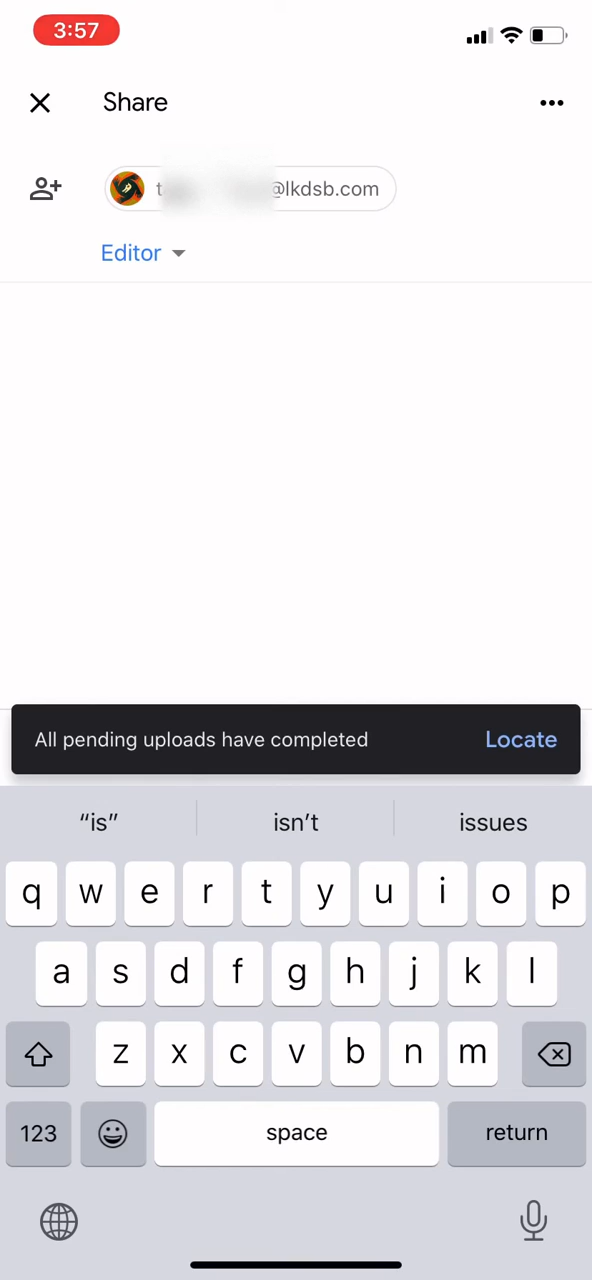 3:57
Share
@lkdsb.com
Editor
All pending uploads have completed Locate
“is” isn’t issues
q w e r t y u i o p
a s d f g h j k l
z x c v b n m
123 space return